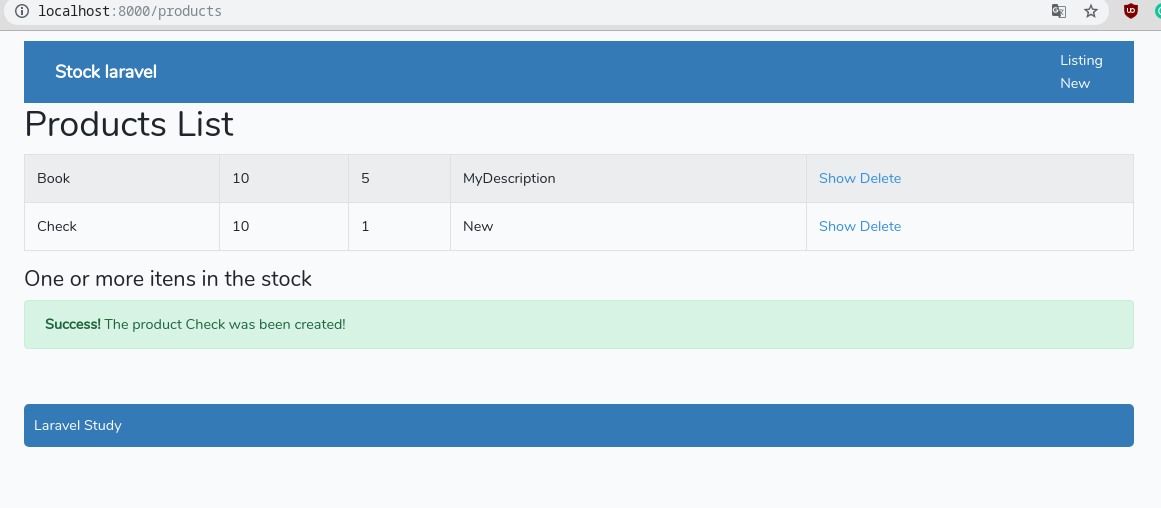 localhost:8000/products
Stock laravel
Listing
New
Products List
Book 10 5 MyDescription Show Delete
Check 10 1 New Show Delete
One or more itens in the stock
Success! The product Check was been created!
Laravel Study